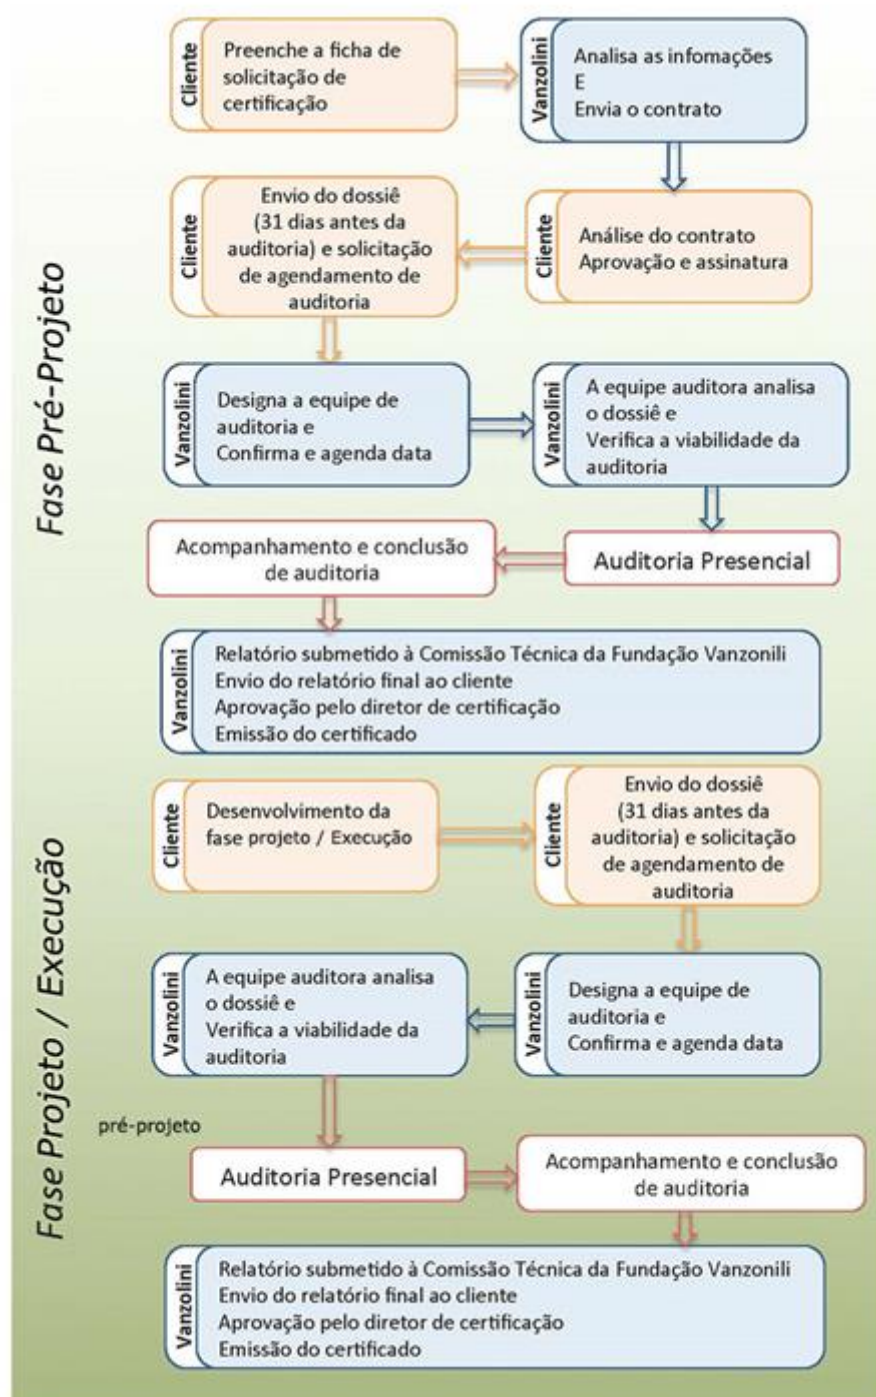 Fase Pré-Projeto
Cliente
Preenche a ficha de
solicitação de
certificação
Vanzolini
Analisa as infomações
E
Envia o contrato
Cliente
Análise do contrato
Aprovação e assinatura
Cliente
Envio do dossiê
(31 dias antes da
auditoria) e solicitação
de agendamento de
auditoria
Vanzolini
Designa a equipe de
auditoria e
Confirma e agenda data
Vanzolini
A equipe auditora analisa
o dossiê e
Verifica a viabilidade da
auditoria
Auditoria Presencial
Acompanhamento e conclusão
de auditoria
Vanzolini
Relatório submetido à Comissão Técnica da Fundação Vanzonili
Envio do relatório final ao cliente
Aprovação pelo diretor de certificação
Emissão do certificado
Fase Projeto / Execução
Cliente
Desenvolvimento da
fase projeto / Execução
Cliente
Envio do dossiê
(31 dias antes da
auditoria) e solicitação
de agendamento de
auditoria
Vanzolini
Designa a equipe de
auditoria e
Confirma e agenda data
Vanzolini
A equipe auditora analisa
o dossiê e
Verifica a viabilidade da
auditoria
pré-projeto
Auditoria Presencial
Acompanhamento e conclusão
de auditoria
Vanzolini
Relatório submetido à Comissão Técnica da Fundação Vanzonili
Envio do relatório final ao cliente
Aprovação pelo diretor de certificação
Emissão do certificado